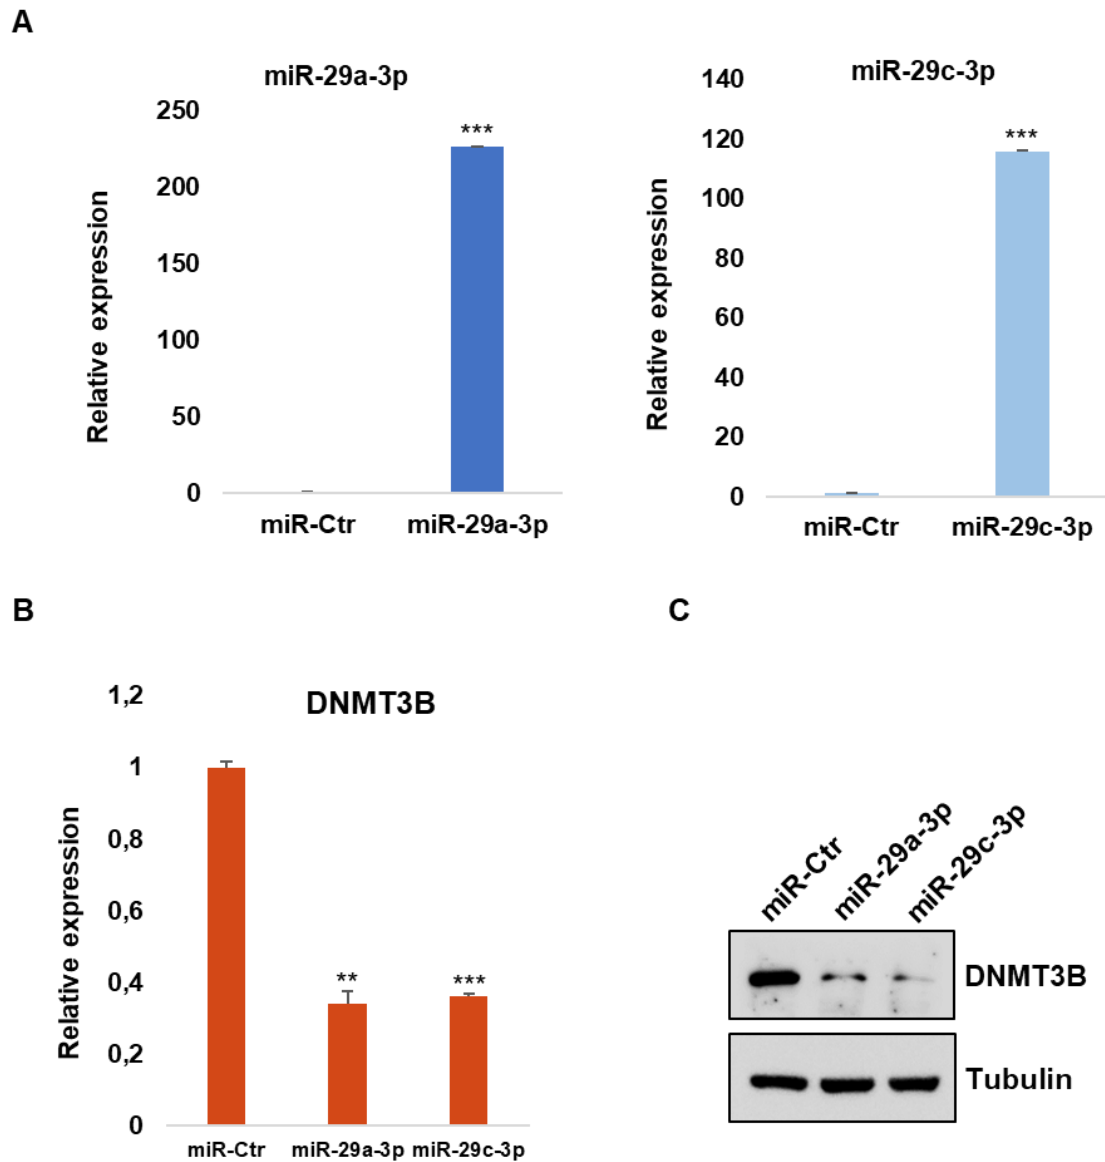 A
miR-29a-3p
250
200
150
100
50
0
Relative expression
***
miR-Ctr
miR-29a-3p
miR-29c-3p
140
120
100
80
60
40
20
0
Relative expression
***
miR-Ctr
miR-29c-3p
B
DNMT3B
1,2
1
0,8
0,6
0,4
0,2
0
Relative expression
**
***
miR-Ctr
miR-29a-3p
miR-29c-3p
C
miR-Ctr
miR-29a-3p
miR-29c-3p
DNMT3B
Tubulin